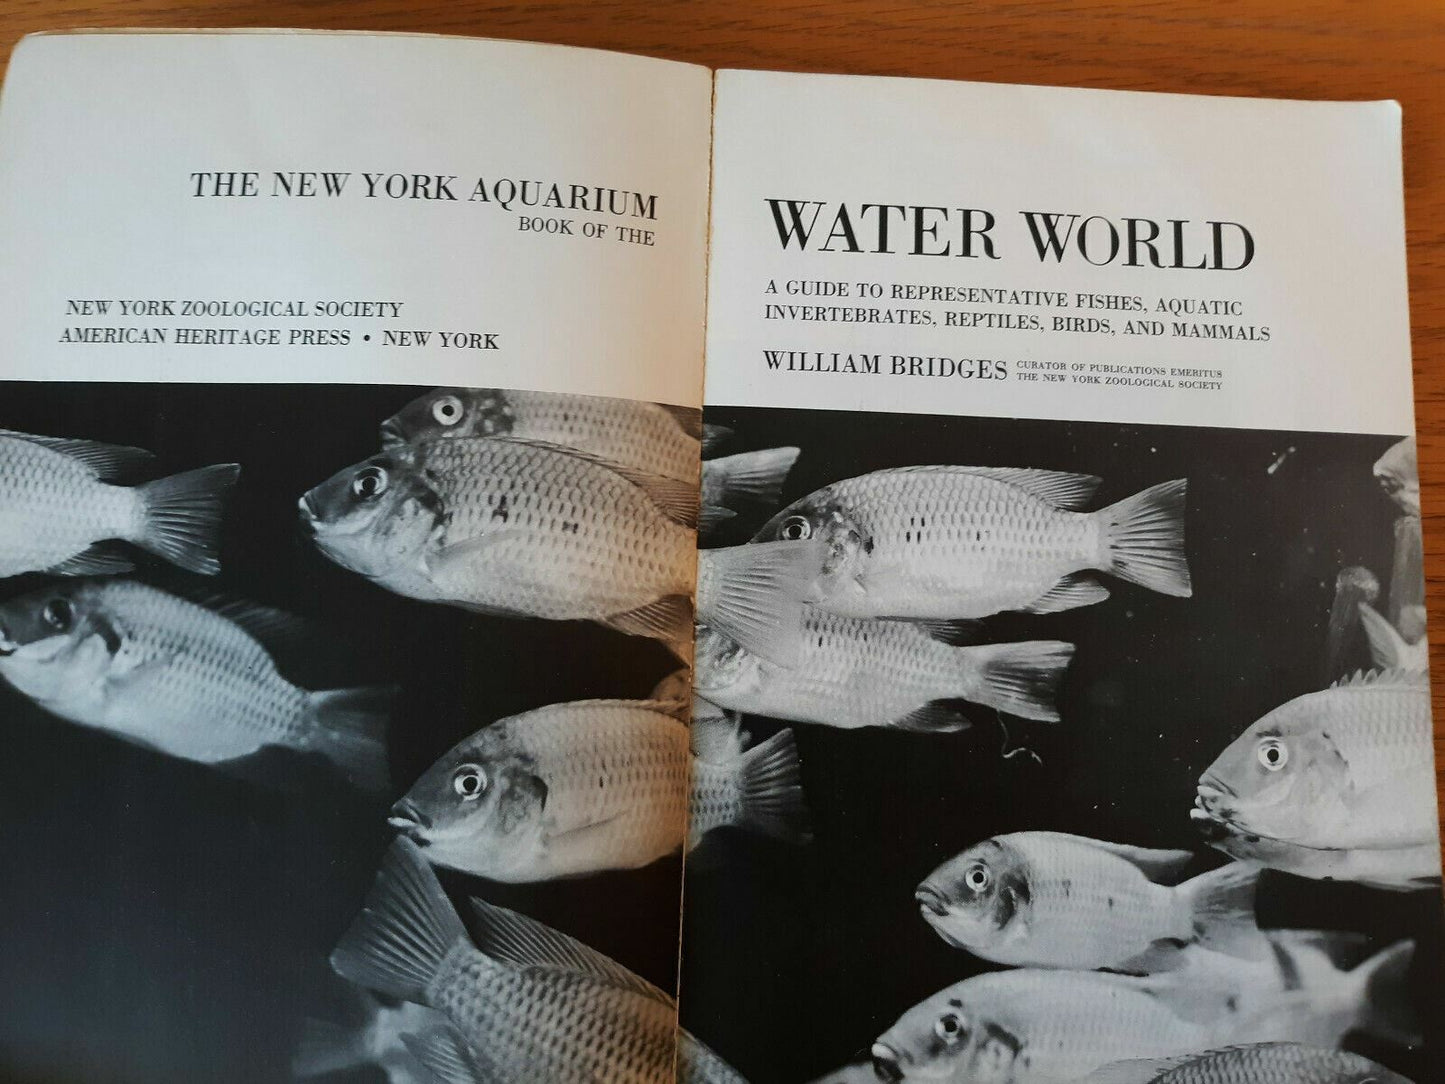 THE NEW YORK AQUARIUM
BOOK OF THE
NEW YORK ZOOLOGICAL SOCIETY
AMERICAN HERITAGE PRESS • NEW YORK
WATER WORLD
A GUIDE TO REPRESENTATIVE FISHES, AQUATIC
INVERTEBRATES, REPTILES, BIRDS, AND MAMMALS
WILLIAM BRIDGES
CURATOR OF PUBLICATIONS EMERITUS
THE NEW YORK ZOOLOGICAL SOCIETY